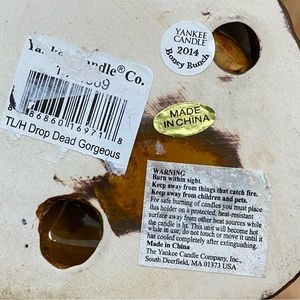 YANKEE
CANDLE
2014
Boney Bunch
Candle® Co.
TL/H Drop Dead Gorgeous
MADE
IN CHINA
WARNING
Burn within sight.
Keep away from things that catch fire.
Keep away from children and pets.
For safe burning of candles you must place
this holder on a protected, heat-resistant
surface away from other heat sources while
the candle is lit. This unit will become hot
while in use; do not touch or move it until it
has cooled completely after extinguishing.
Made in China
The Yankee Candle Company, Inc.,
South Deerfield, MA 01373 USA